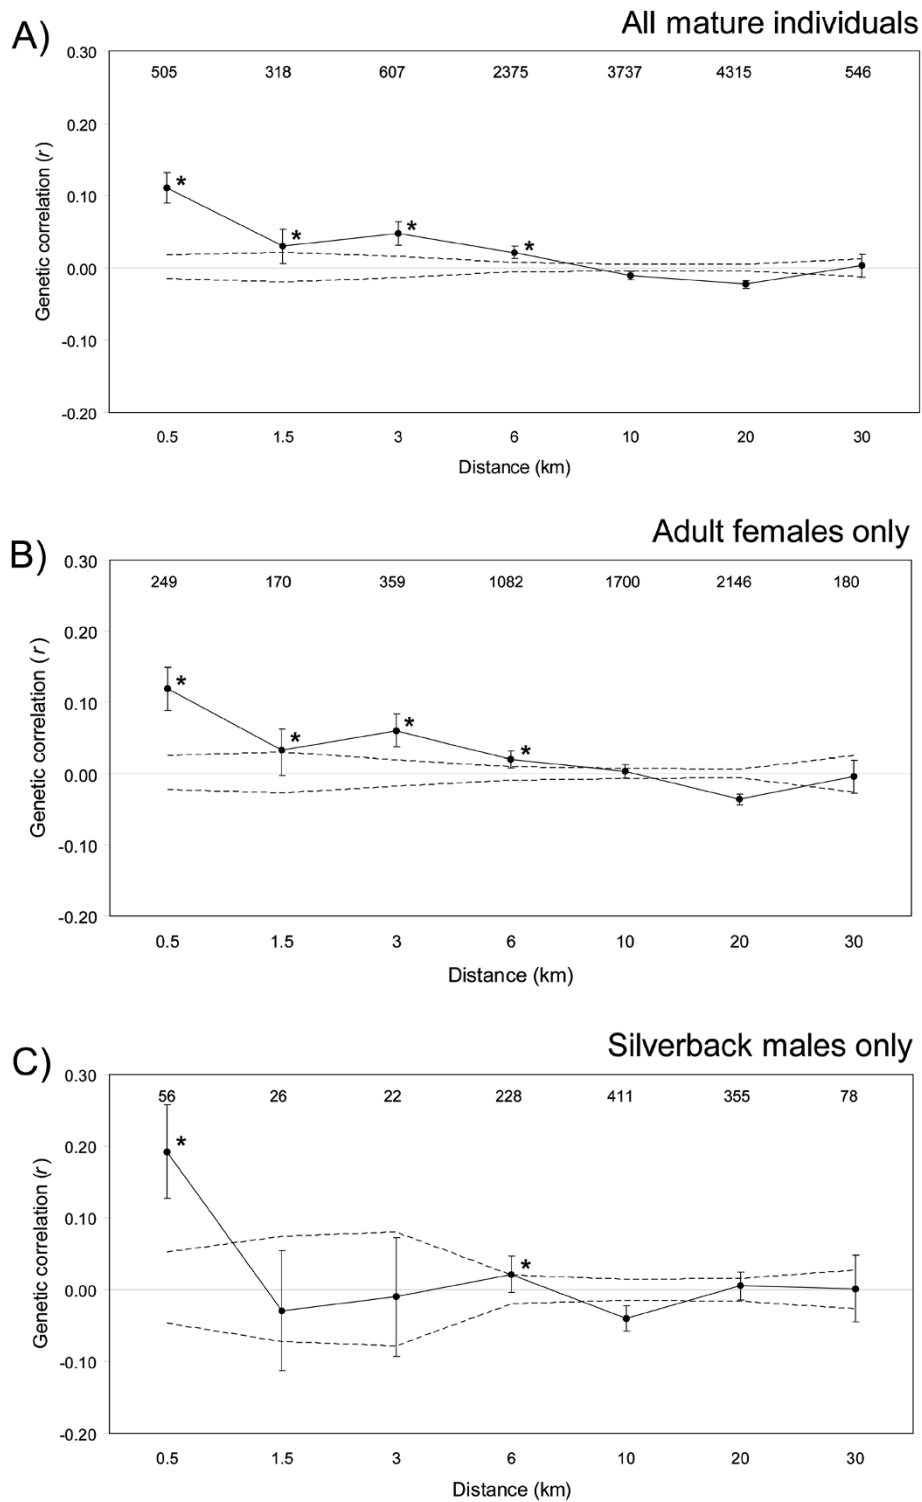 A)
All mature individuals
0.30
505 318 607 2375 3737 4315 546
0.20
0.10
0.00
-0.10
-0.20
Genetic correlation (r)
0.5 1.5 3 6 10 20 30
Distance (km)
* * * *
B)
Adult females only
0.30
249 170 359 1082 1700 2146 180
0.20
0.10
0.00
-0.10
-0.20
Genetic correlation (r)
0.5 1.5 3 6 10 20 30
Distance (km)
* * * *
C)
Silverback males only
0.30
56 26 22 228 411 355 78
0.20
0.10
0.00
-0.10
-0.20
Genetic correlation (r)
0.5 1.5 3 6 10 20 30
Distance (km)
* *